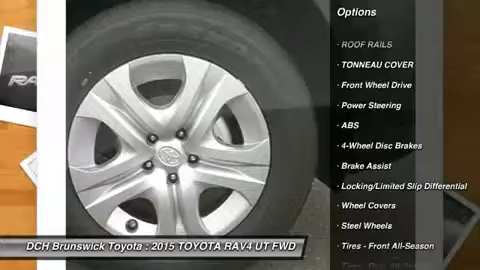 Options
· ROOF RAILS
· TONNEAU COVER
· Front Wheel Drive
· Power Steering
· ABS
· 4-Wheel Disc Brakes
· Brake Assist
· Locking/Limited Slip Differential
· Wheel Covers
· Steel Wheels
· Tires - Front All-Season
DCH Brunswick Toyota : 2015 TOYOTA RAV4 UT FWD